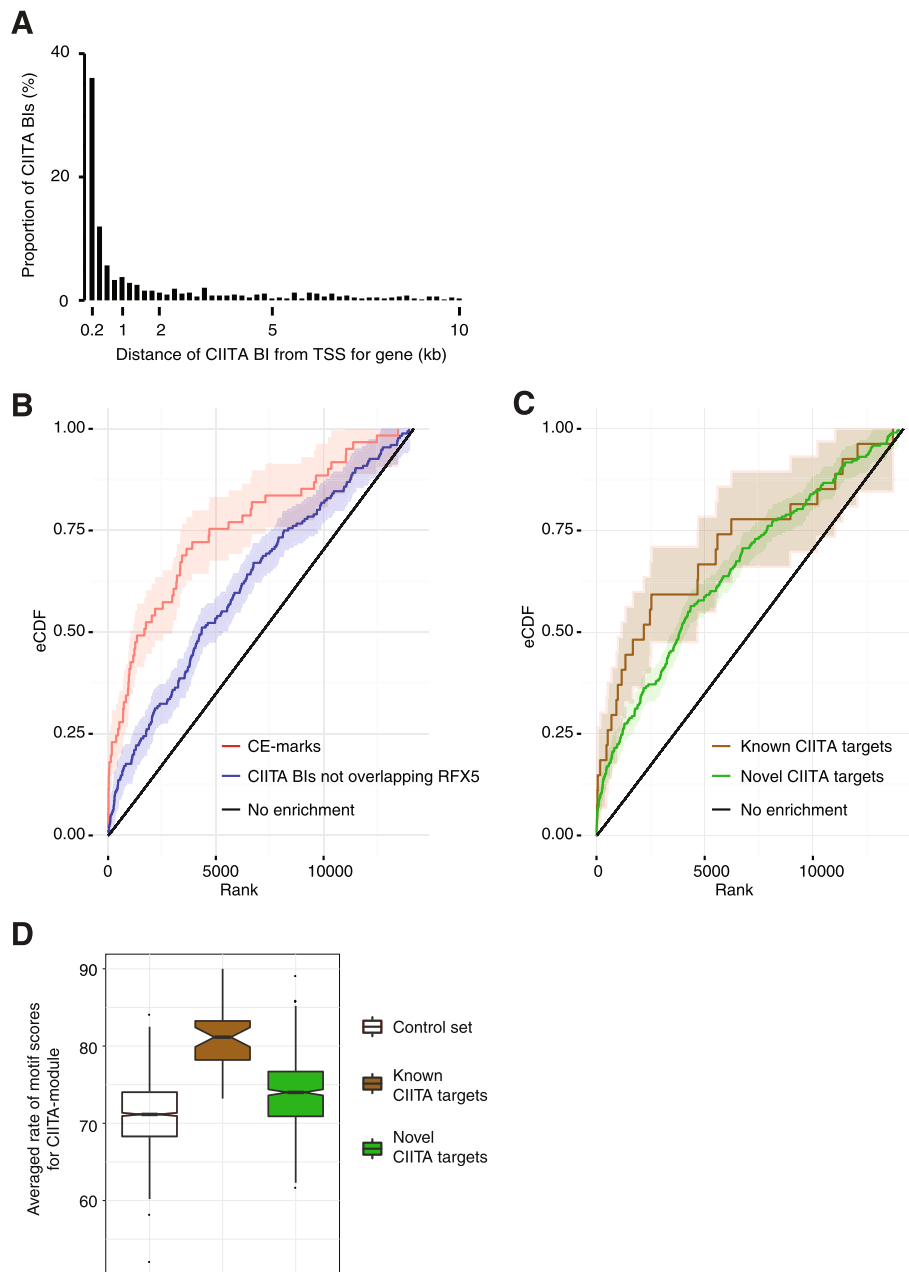 A
Proportion of CIITA BIs (%)
40
20
0
0.2 1 2 5 10
Distance of CIITA BI from TSS for gene (kb)
B
eCDF
1.00
0.75
0.50
0.25
0.00
CE-marks
CIITA BIs not overlapping RFX5
No enrichment
0 5000 10000
Rank
C
eCDF
1.00
0.75
0.50
0.25
0.00
Known CIITA targets
Novel CIITA targets
No enrichment
0 5000 10000
Rank
D
Averaged rate of motif scores
for CIITA-module
90
80
70
60
Control set
Known
CIITA targets
Novel
CIITA targets